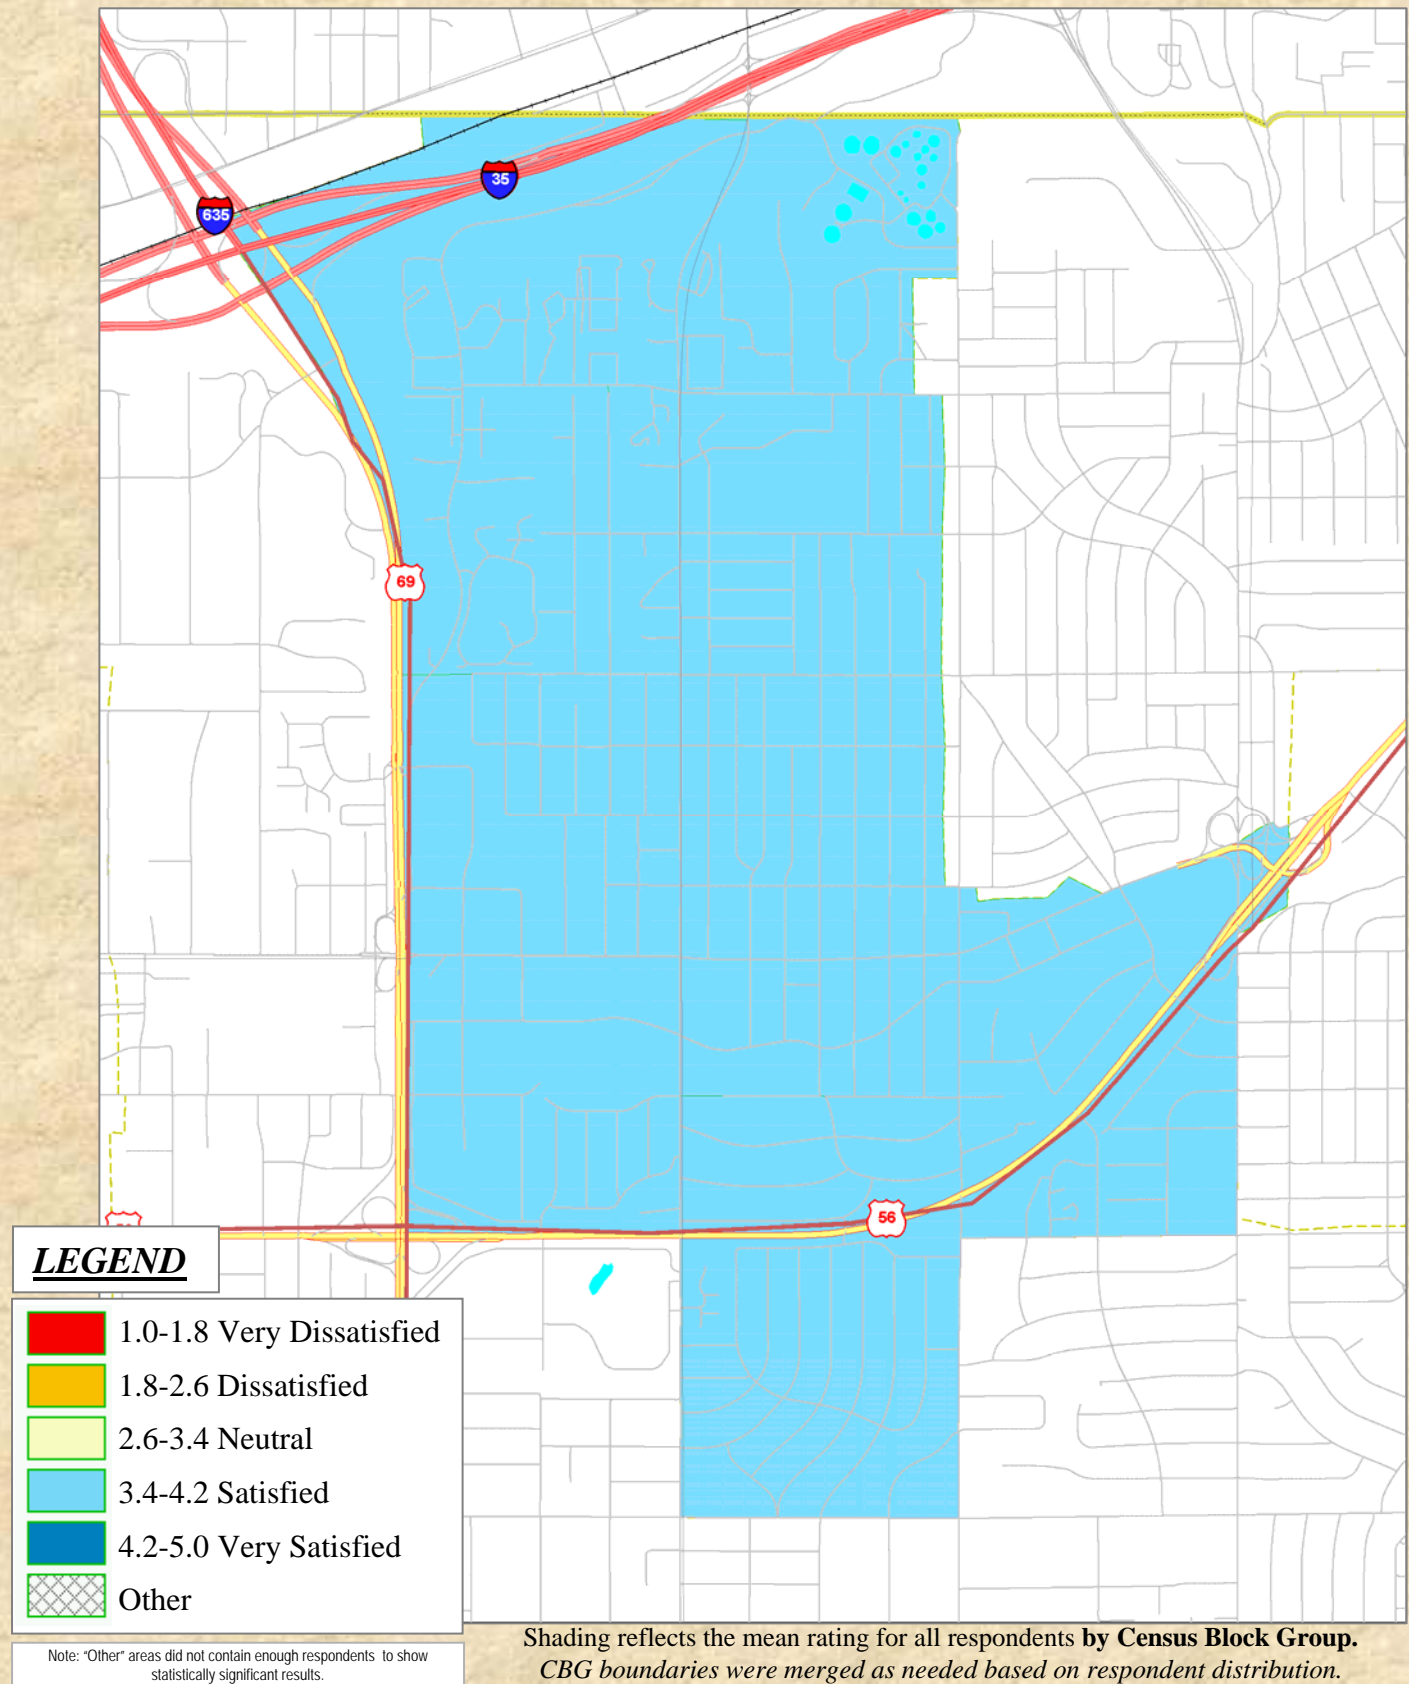 35
635
69
56
LEGEND
1.0-1.8 Very Dissatisfied
1.8-2.6 Dissatisfied
2.6-3.4 Neutral
3.4-4.2 Satisfied
4.2-5.0 Very Satisfied
Other
Note: “Other” areas did not contain enough respondents to show
statistically significant results.
Shading reflects the mean rating for all respondents by Census Block Group.
CBG boundaries were merged as needed based on respondent distribution.